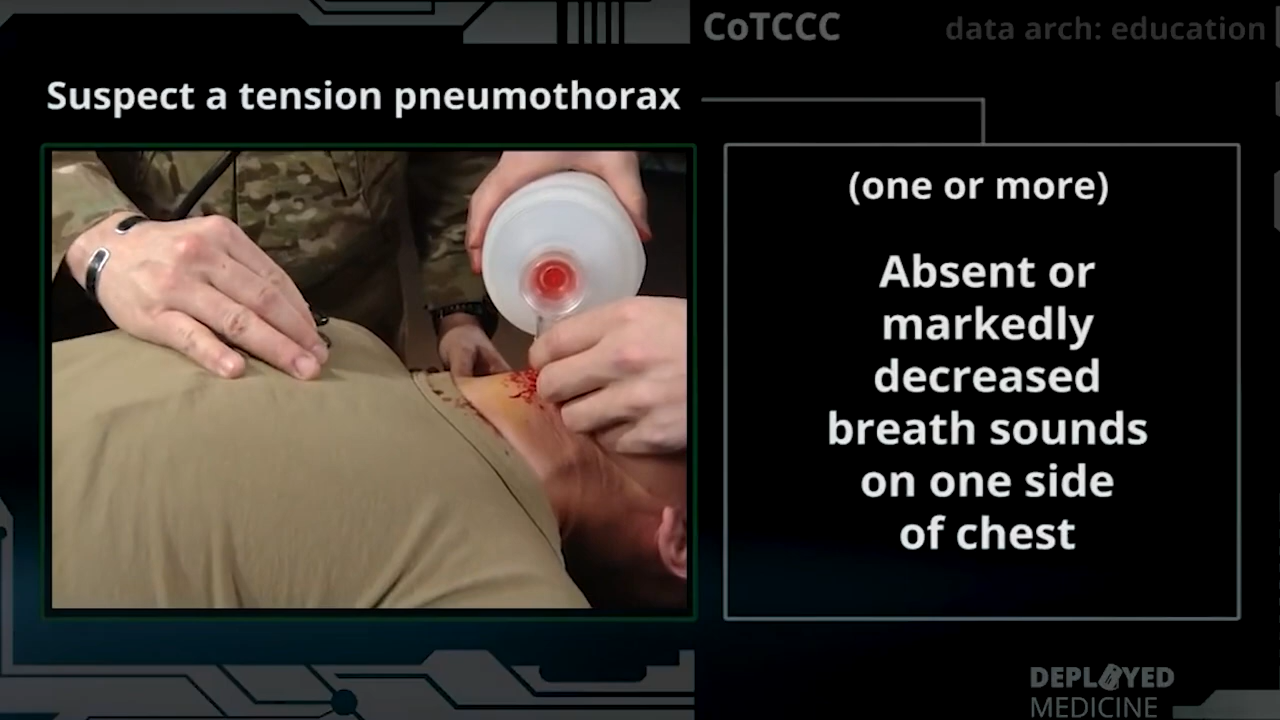 CoTCCC
data arch: education
Suspect a tension pneumothorax
(one or more)
Absent or
markedly
decreased
breath sounds
on one side
of chest
DEPLOYED
MEDICINE